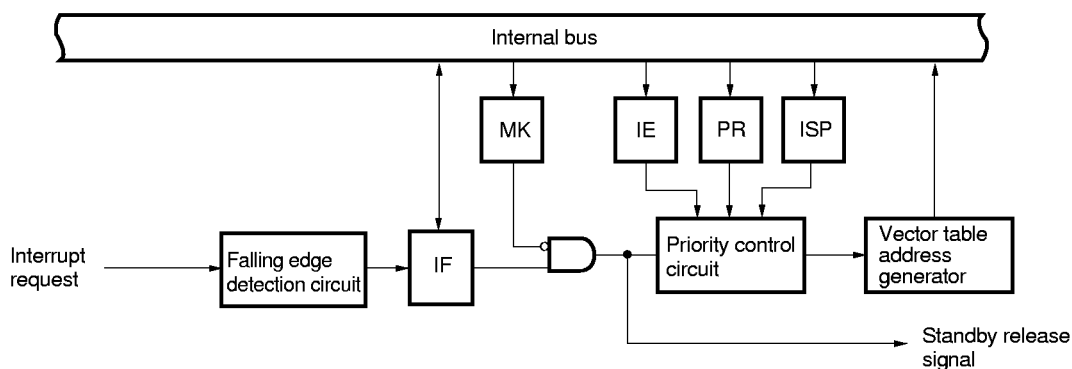 Internal bus
MK
IE
PR
ISP
Interrupt
request
Falling edge
detection circuit
IF
Priority control
circuit
Vector table
address
generator
Standby release
signal